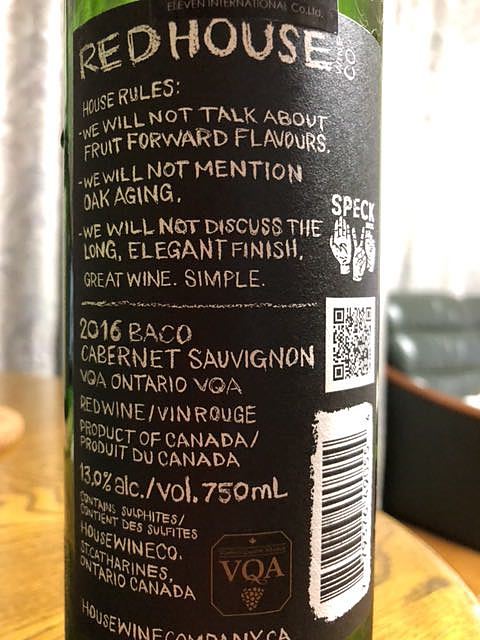 ELEVEN INTERNATIONAL Co.Ltd.
REDHOUSE
WINE CO.
HOUSE RULES:
-WE WILL NOT TALK ABOUT
FRUIT FORWARD FLAVOURS.
-WE WILL NOT MENTION
OAK AGING.
-WE WILL NOT DISCUSS THE
LONG, ELEGANT FINISH.
GREAT WINE. SIMPLE.
SPECK
2016 BACO
CABERNET SAUVIGNON
VQA ONTARIO VQA
REDWINE/VIN ROUGE
PRODUCT OF CANADA/
PRODUIT DU CANADA
13.0% alc./vol. 750mL
CONTAINS SULPHITES/
CONTIENT DES SULFITES
HOUSEWINECO.
ST.CATHARINES,
ONTARIO CANADA
VQA
HOUSEWINECOMPANY.CA